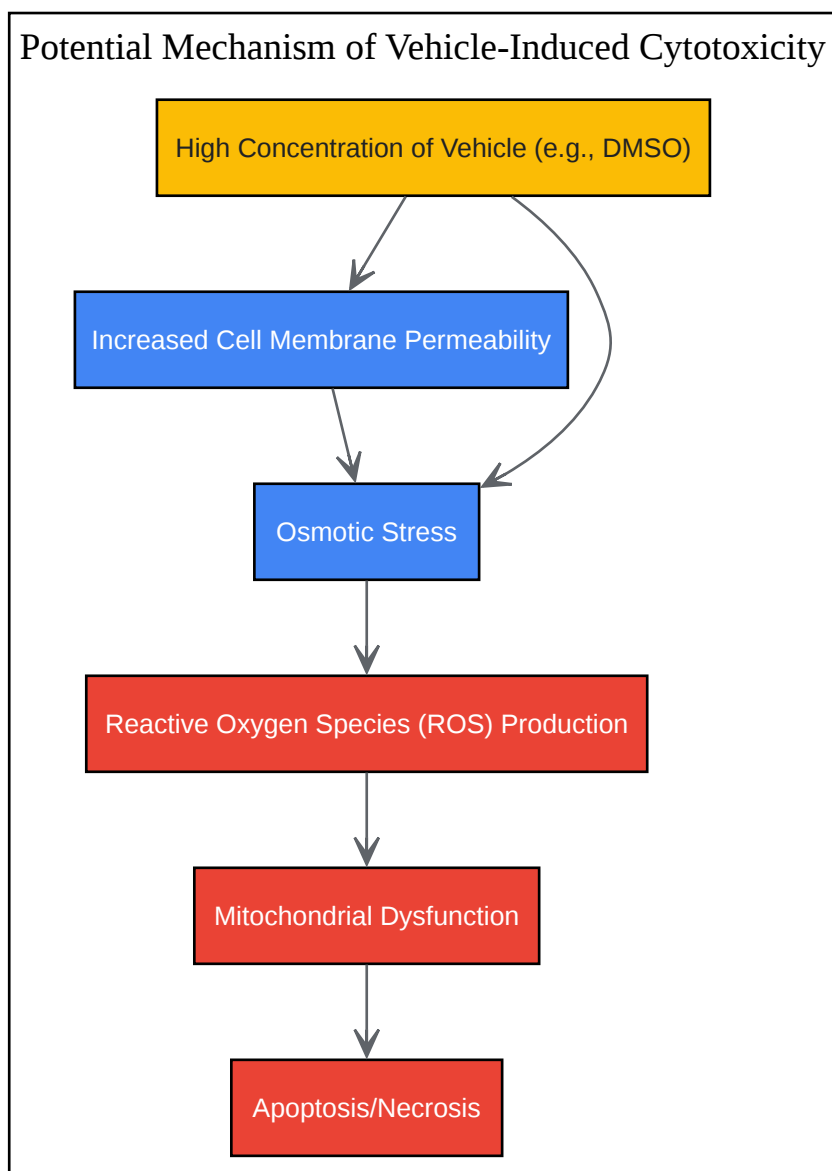 Potential Mechanism of Vehicle-Induced Cytotoxicity
High Concentration of Vehicle (e.g., DMSO)
Increased Cell Membrane Permeability
Osmotic Stress
Reactive Oxygen Species (ROS) Production
Mitochondrial Dysfunction
Apoptosis/Necrosis